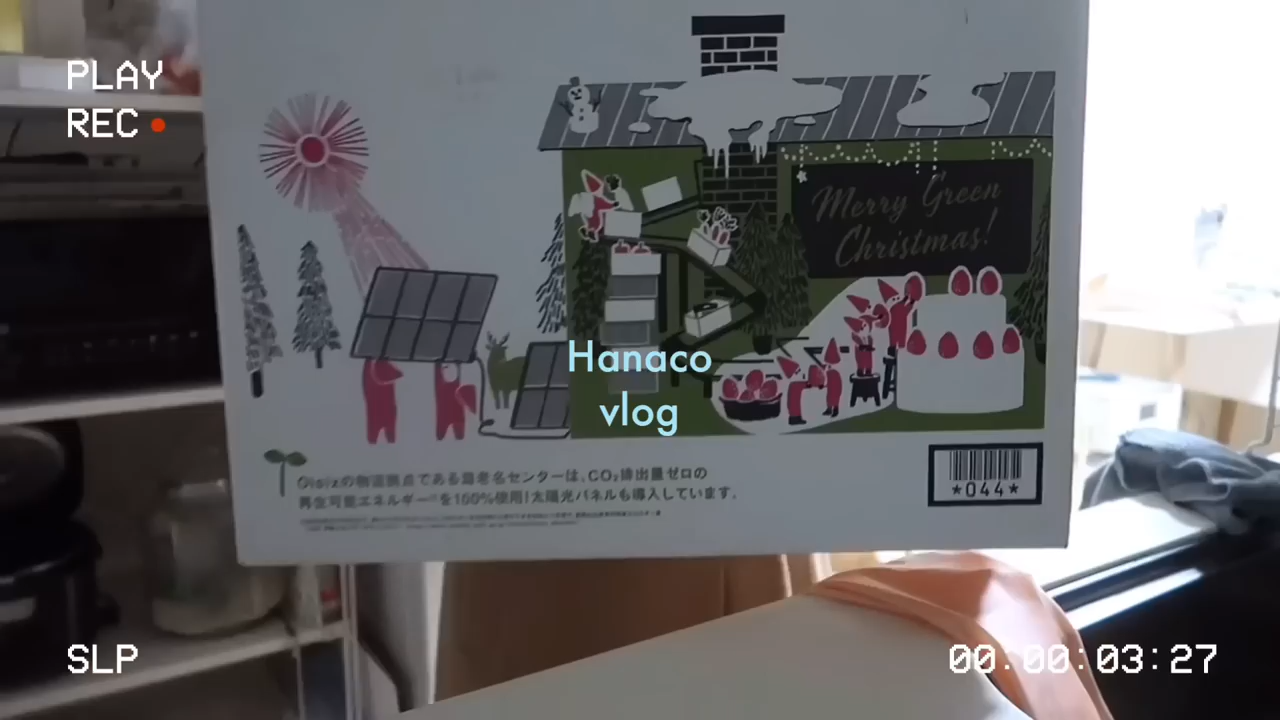 PLAY
REC
Merry Green
Christmas!
Hanaco
vlog
Oisixの物流拠点である海老名センターは、CO₂排出量ゼロの
再生可能エネルギー※を100%使用!太陽光パネルも導入しています。
*044*
SLP
00:00:03:27